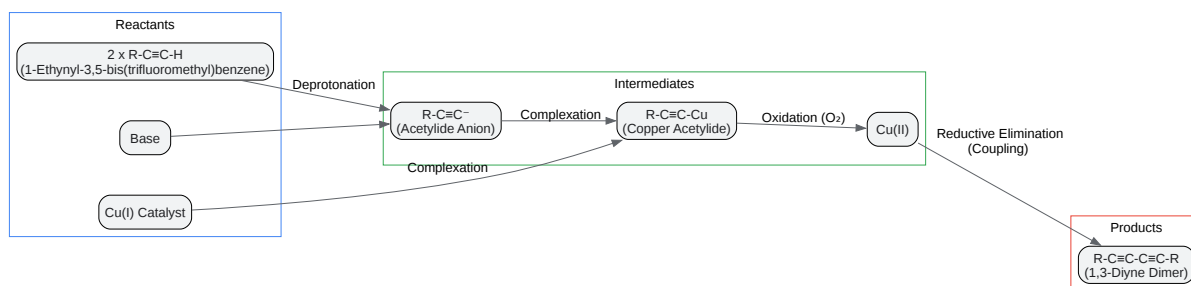 Reactants
2 x R-C≡C-H
(1-Ethynyl-3,5-bis(trifluoromethyl)benzene)
Deprotonation
Base
Cu(I) Catalyst
Complexation
Intermediates
R-C≡C⁻
(Acetylide Anion)
Complexation
R-C≡C-Cu
(Copper Acetylide)
Oxidation (O₂)
Cu(II)
Reductive Elimination
(Coupling)
Products
R-C≡C-C≡C-R
(1,3-Diyne Dimer)